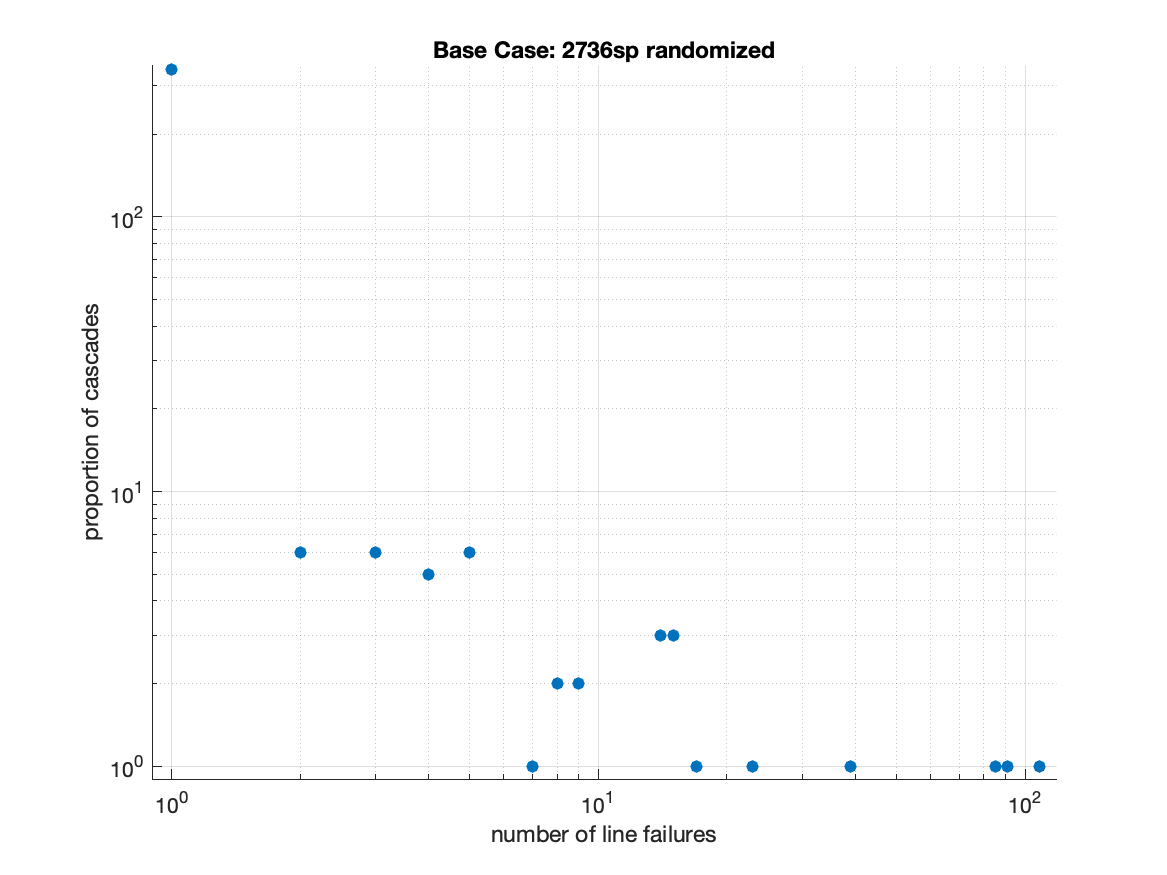 Base Case: 2736sp randomized
proportion of cascades
10^2
10^1
10^0
10^0 10^1 10^2
number of line failures